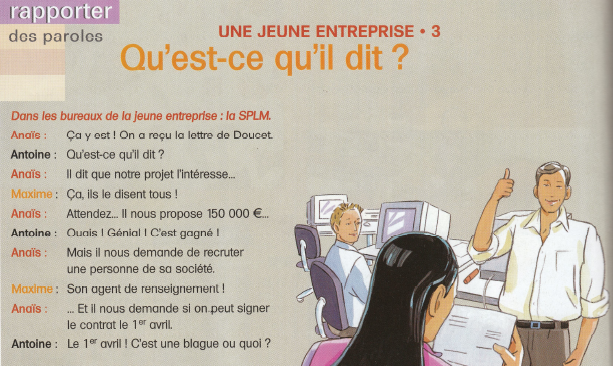 rapporter
des paroles
UNE JEUNE ENTREPRISE • 3
Qu'est-ce qu'il dit ?
Dans les bureaux de la jeune entreprise : la SPLM.
Anaïs : Ça y est ! On a reçu la lettre de Doucet.
Antoine : Qu'est-ce qu'il dit ?
Anaïs : Il dit que notre projet l'intéresse...
Maxime : Ça, ils le disent tous !
Anaïs : Attendez... Il nous propose 150 000 €...
Antoine : Ouais ! Génial ! C'est gagné !
Anaïs : Mais il nous demande de recruter
une personne de sa société.
Maxime : Son agent de renseignement !
Anaïs : ... Et il nous demande si on peut signer
le contrat le 1er avril.
Antoine : Le 1er avril ! C'est une blague ou quoi ?